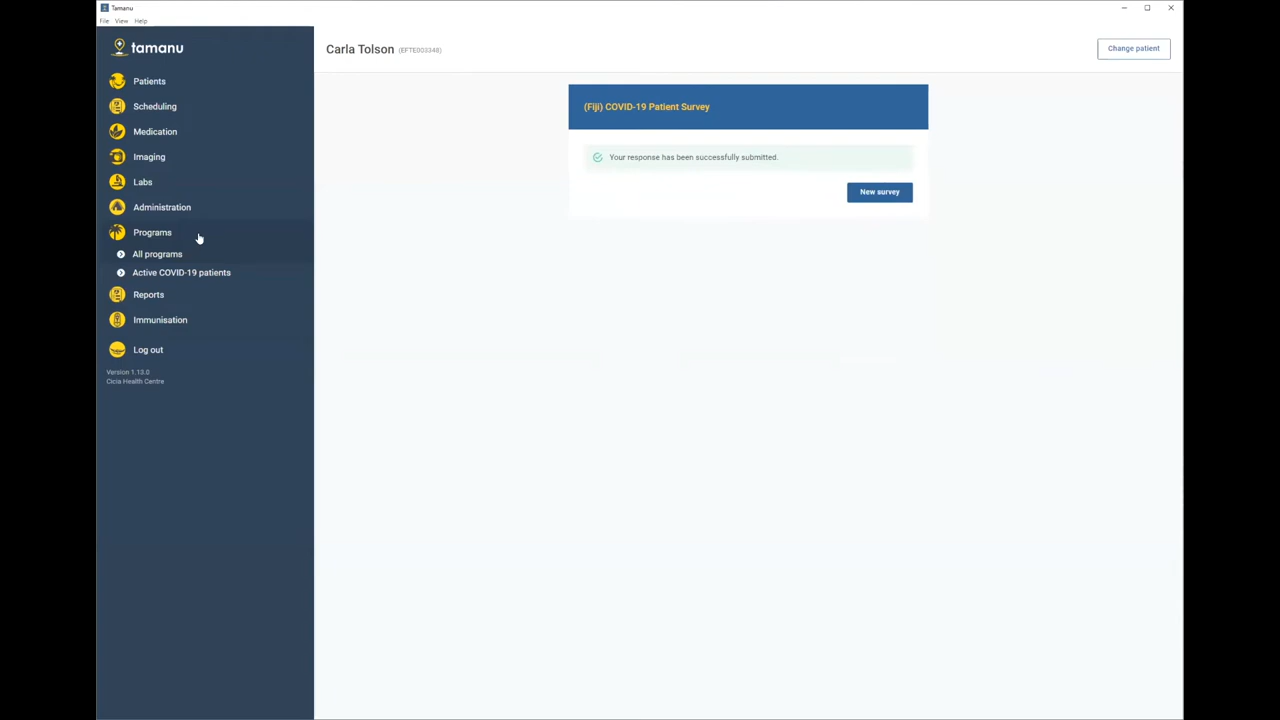 Tamanu
File View Help
tamanu
Patients
Scheduling
Medication
Imaging
Labs
Administration
Programs
All programs
Active COVID-19 patients
Reports
Immunisation
Log out
Version 1.13.0
Cicia Health Centre
Carla Tolson (EFTE003348)
Change patient
(Fiji) COVID-19 Patient Survey
Your response has been successfully submitted.
New survey